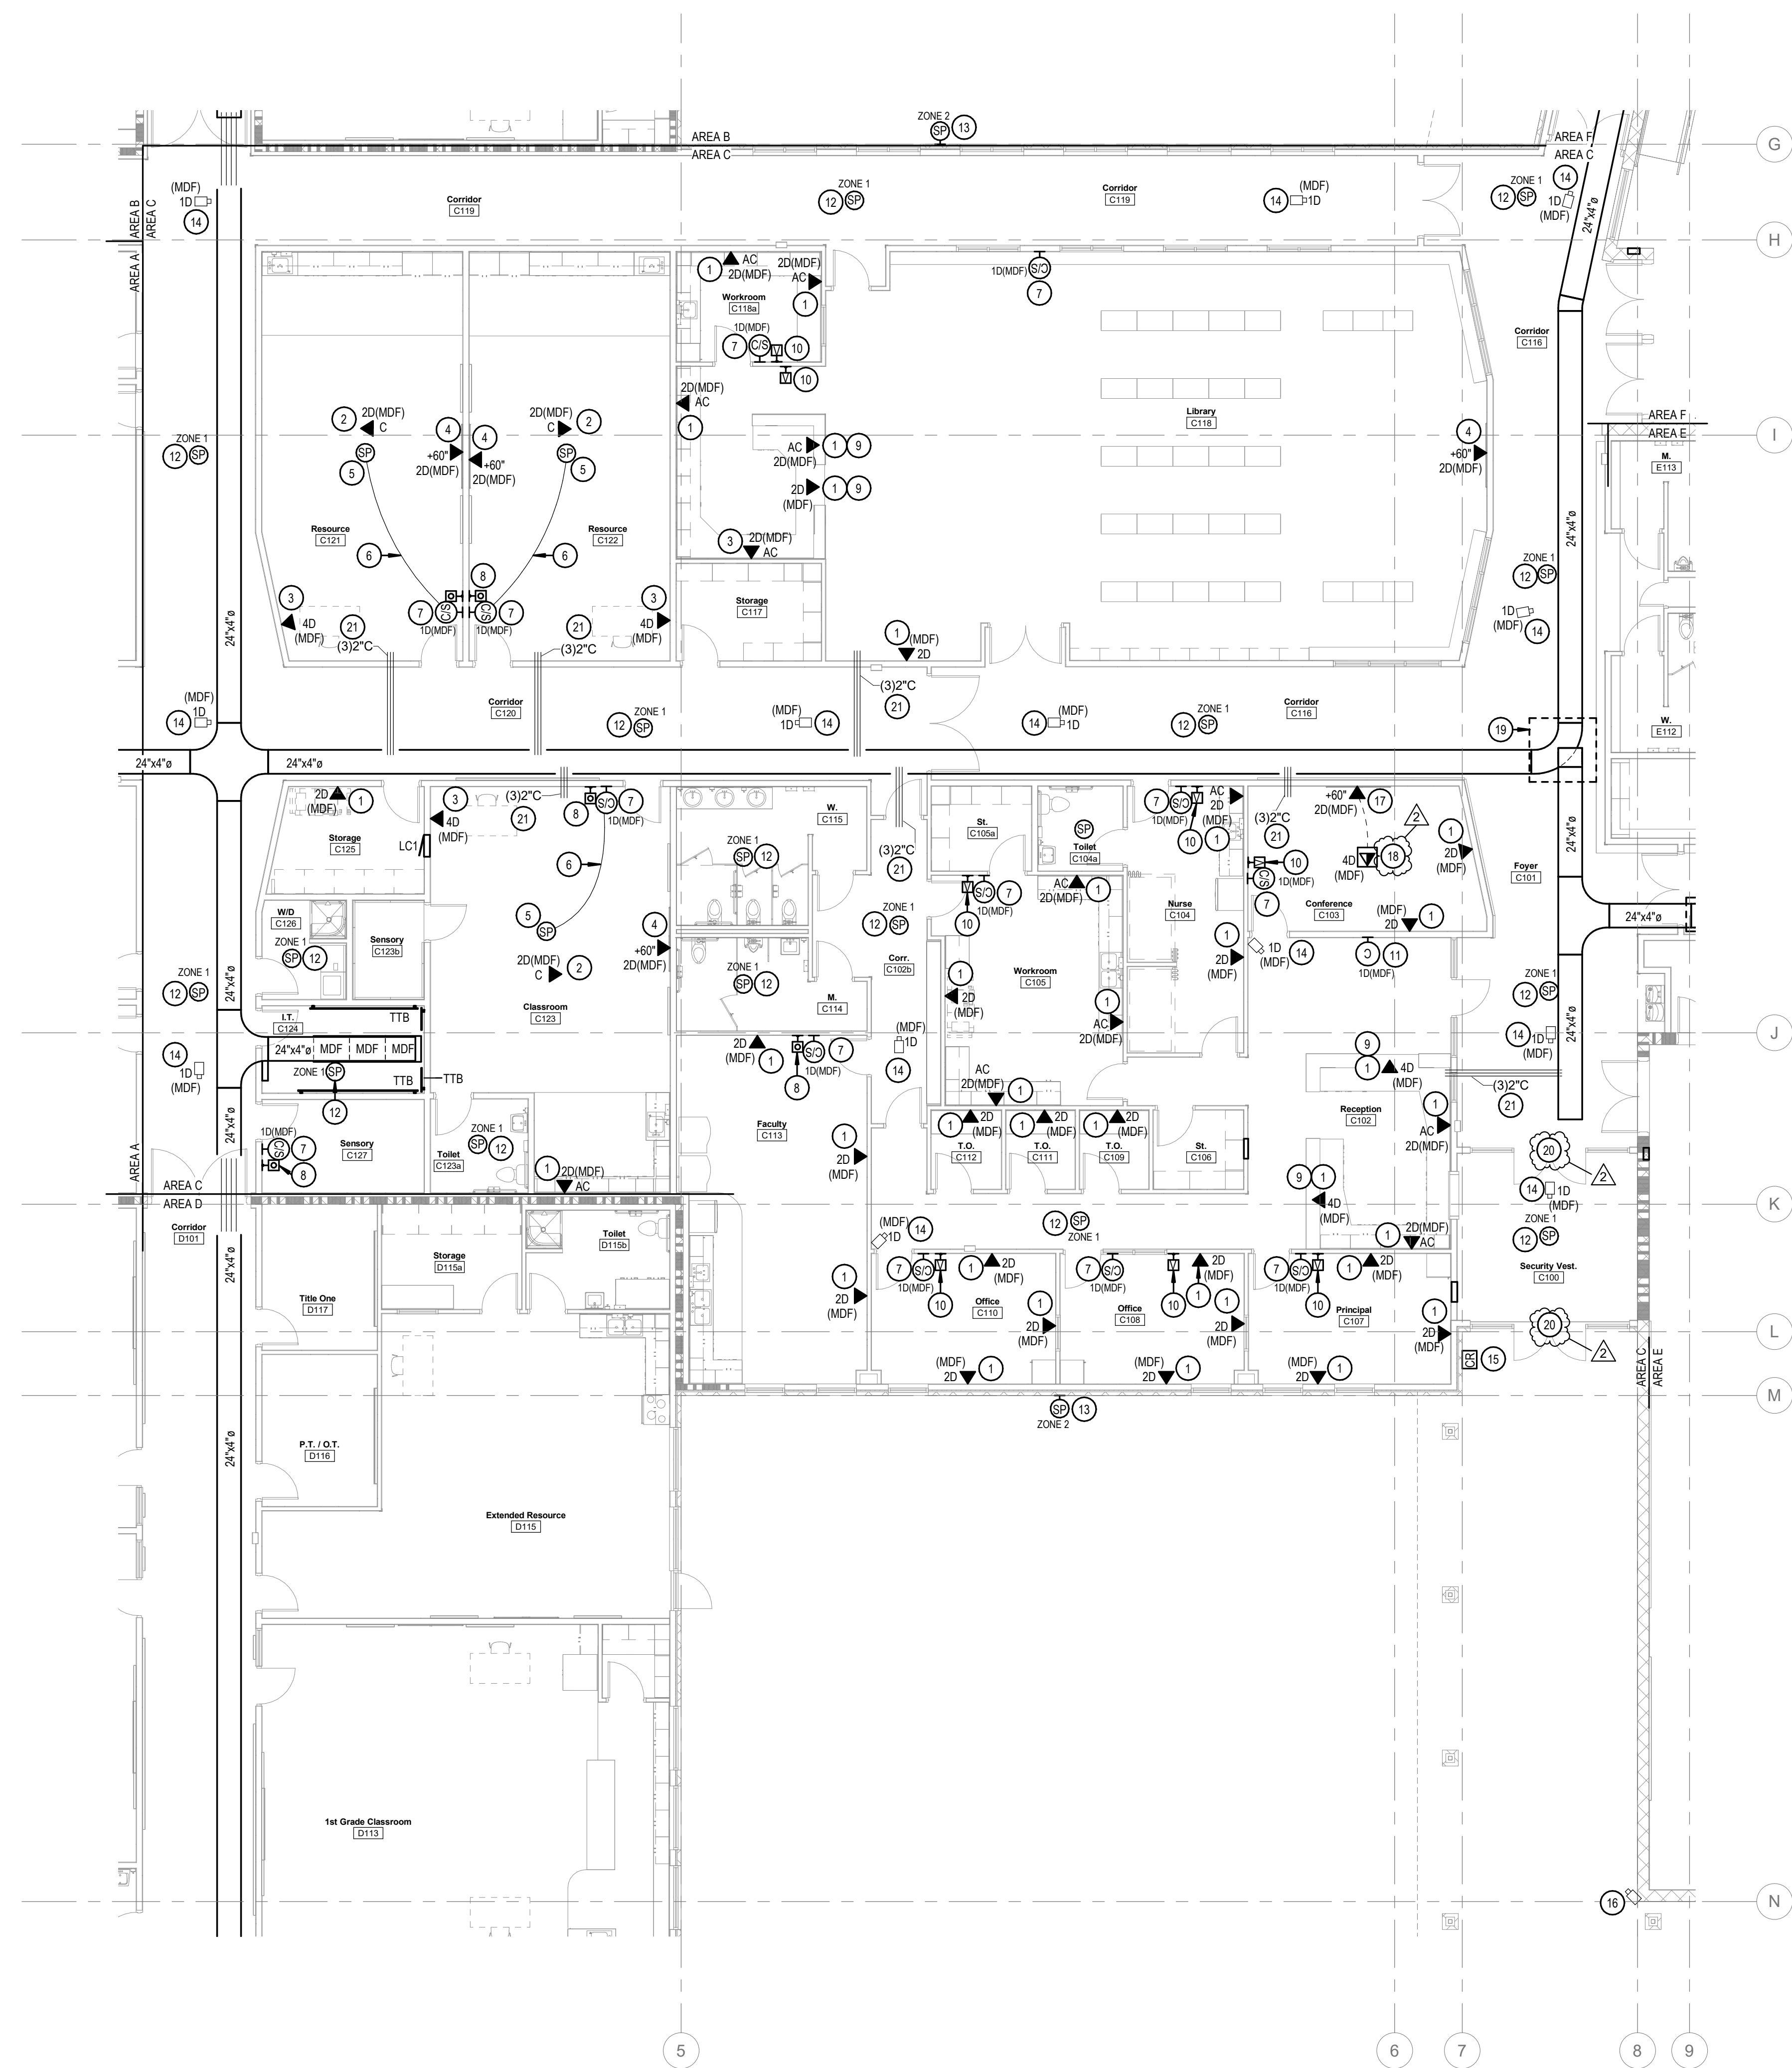 ZONE 2
SP 13
AREA B
AREA C
AREA F
AREA C
G
(MDF)
1D
14
AREA B
AREA C
Corridor
C119
ZONE 1
12 SP
Corridor
C119
(MDF)
14 1D
ZONE 1
12 SP
14
1D
(MDF)
24"x4"ø
H
AREA A
1 AC
2D(MDF)
2D(MDF)
AC
1
1D(MDF) C/S
7
Workroom
C118a
1D(MDF)
7 C/S V 10
V 10
Corridor
C116
2D(MDF)
AC
1
Library
C118
AREA F
AREA E
I
M.
E113
2 2D(MDF)
C
SP
5
4
+60"
2D(MDF)
4
+60"
2D(MDF)
2D(MDF)
C 2
SP
5
ZONE 1
12 SP
AC 1 9
2D(MDF)
2D 1 9
(MDF)
4
+60"
2D(MDF)
Resource
C121
Resource
C122
6
6
3 2D(MDF)
AC
24"x4"ø
ZONE 1
12 SP
8
3
4D
(MDF)
21
(3)2"C
7 C/S
1D(MDF)
C/S 7
1D(MDF)
21
(3)2"C
3
4D
(MDF)
Storage
C117
24"x4"ø
1D
(MDF) 14
1 (MDF)
2D
(3)2"C
21
(MDF)
1D
14
Corridor
C120
ZONE 1
12 SP
(MDF)
1D 14
(MDF)
14 1D
ZONE 1
12 SP
Corridor
C116
19
W.
E112
24"x4"ø
24"x4"ø
2D
(MDF) 1
Storage
C125
LC1
3
4D
(MDF)
(3)2"C
21
8
C/S 7
1D(MDF)
6
W.
C115
(3)2"C
21
St.
C105a
SP
Toilet
C104a
7 C/S V
1D(MDF)
10
AC
2D
(MDF)
1
(3)2"C
21
+60"
2D(MDF)
17
2
4D
(MDF)
18
1
2D
(MDF)
24"x4"ø
ZONE 1
SP 12
V 10
C/S 1D(MDF)
7
Conference
C103
(MDF)
2D 1
Foyer
C101
24"x4"ø
V C/S 7
1D(MDF)
10
AC 1
2D(MDF)
W/D
C126
5
SP
Nurse
C104
ZONE 1
12 SP
Sensory
C123b
ZONE 1
SP 12
4
+60"
2D(MDF)
1D
(MDF) 14
C 11
1D(MDF)
1
2D
(MDF)
Corr.
C102b
Workroom
C105
2D(MDF)
C 2
24"x4"ø
ZONE 1
12 SP
ZONE 1
SP 12
M.
C114
1
2D
(MDF)
ZONE 1
12 SP
24"x4"ø
I.T.
C124
TTB
Classroom
C123
1
AC
2D(MDF)
J
24"x4"ø MDF MDF MDF
2D
(MDF) 1
8
C/S 7
1D(MDF)
(MDF)
1D
14
14 1D
(MDF)
14
1D
(MDF)
ZONE 1 SP
12
TTB
TTB
AC
2D(MDF) 1
9
1 4D
(MDF)
(3)2"C
21
24"x4"ø
1D(MDF)
C/S 7
8
Sensory
C127
Toilet
C123a
ZONE 1
SP 12
Faculty
C113
1
2D
(MDF)
1 2D
(MDF)
T.O.
C112
1 2D
(MDF)
T.O.
C111
1 2D
(MDF)
T.O.
C109
St.
C106
Reception
C102
1
AC
2D(MDF)
20
2
AREA A
AREA C
AREA D
1 2D(MDF)
AC
9 1
4D
(MDF)
14 1D
(MDF)
K
Corridor
D101
Storage
D115a
Toilet
D115b
(MDF)
1D 14
12 SP
ZONE 1
1 2D(MDF)
AC
ZONE 1
12 SP
24"x4"ø
7 C/S V
1D(MDF)
10
1 2D
(MDF)
7 C/S
1D(MDF)
V
10
2D
(MDF)
1
7 C/S V
1D(MDF)
10
1 2D
(MDF)
Security Vest.
C100
Title One
D117
1
2D
(MDF)
Office
C110
1
2D
(MDF)
Office
C108
1
2D
(MDF)
Principal
C107
1
2D
(MDF)
20
2
L
(MDF)
2D 1
(MDF)
2D 1
(MDF)
2D 1
CR 15
AREA C
AREA E
M
SP 13
ZONE 2
24"x4"ø
P.T. / O.T.
D116
Extended Resource
D115
1st Grade Classroom
D113
16
N
5
6
7
8
9